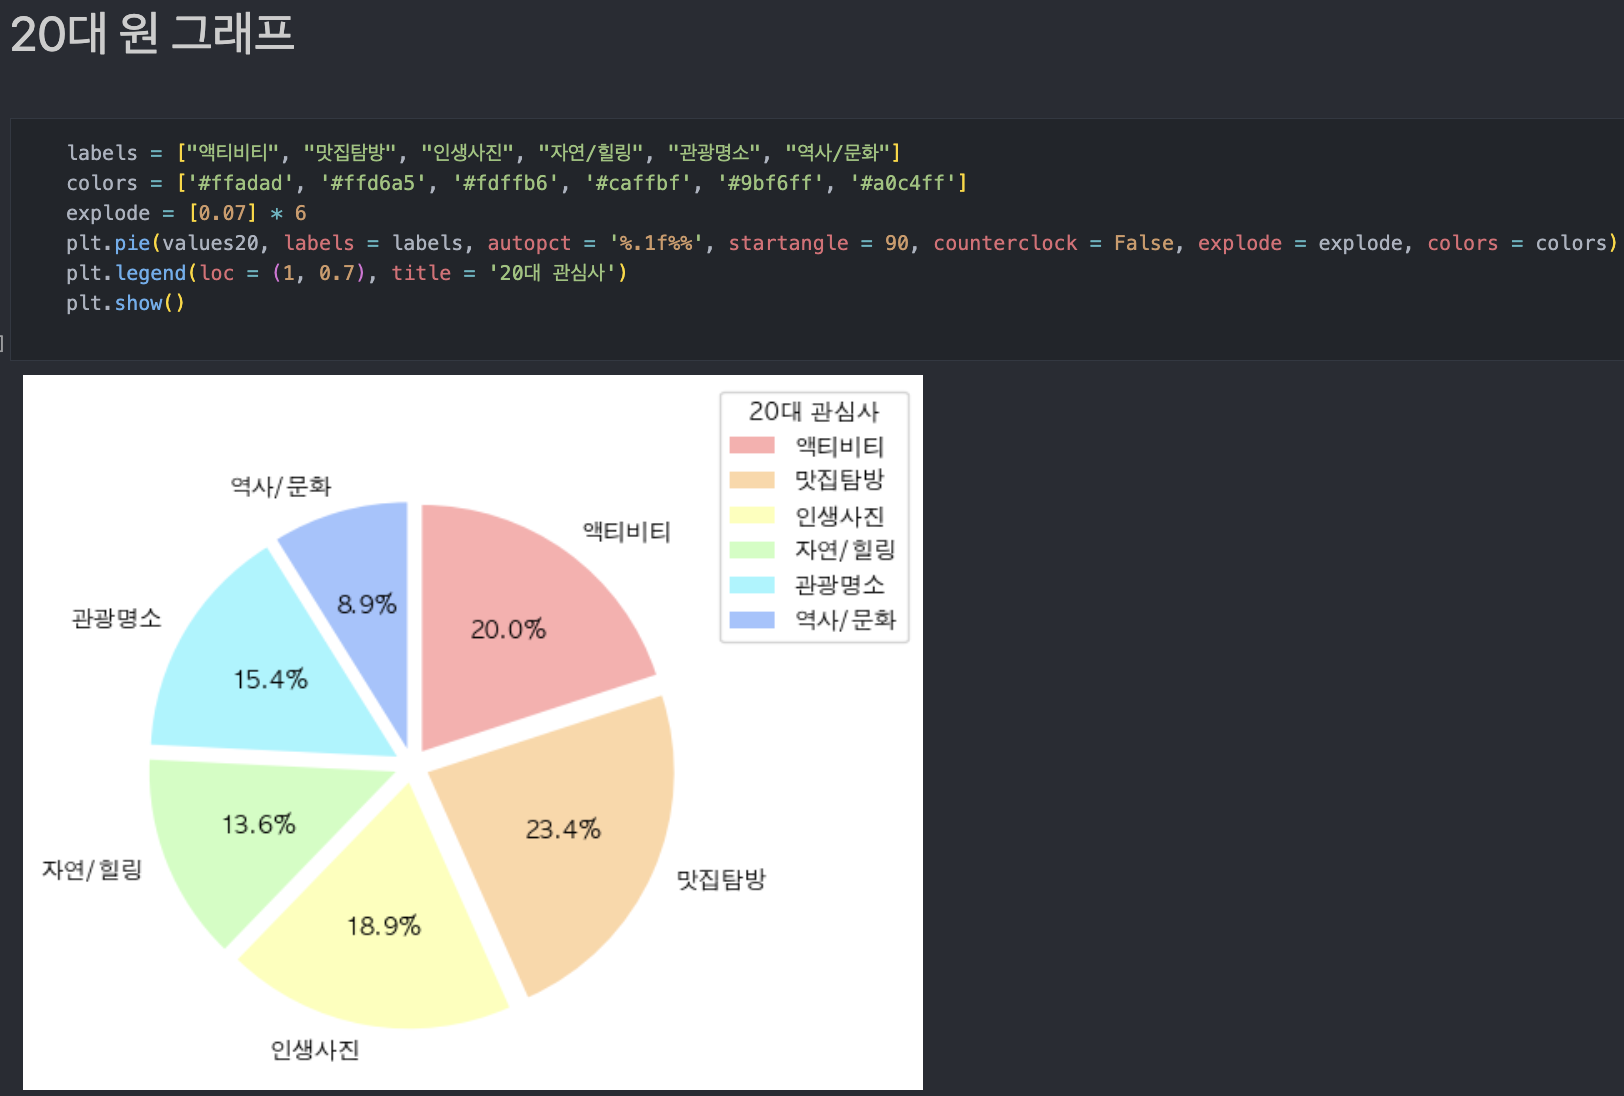 20대 원 그래프
labels = ["액티비티", "맛집탐방", "인생사진", "자연/힐링", "관광명소", "역사/문화"]
colors = ['#ffadad', '#ffd6a5', '#fdffb6', '#caffbf', '#9bf6ff', '#a0c4ff']
explode = [0.07] * 6
plt.pie(values20, labels = labels, autopct = '%.1f%%', startangle = 90, counterclock = False, explode = explode, colors = colors)
plt.legend(loc = (1, 0.7), title = '20대 관심사')
plt.show()
]
20대 관심사
액티비티
맛집탐방
인생사진
자연/힐링
관광명소
역사/문화
역사/문화
액티비티
8.9%
관광명소
20.0%
15.4%
13.6%
23.4%
자연/힐링
맛집탐방
18.9%
인생사진